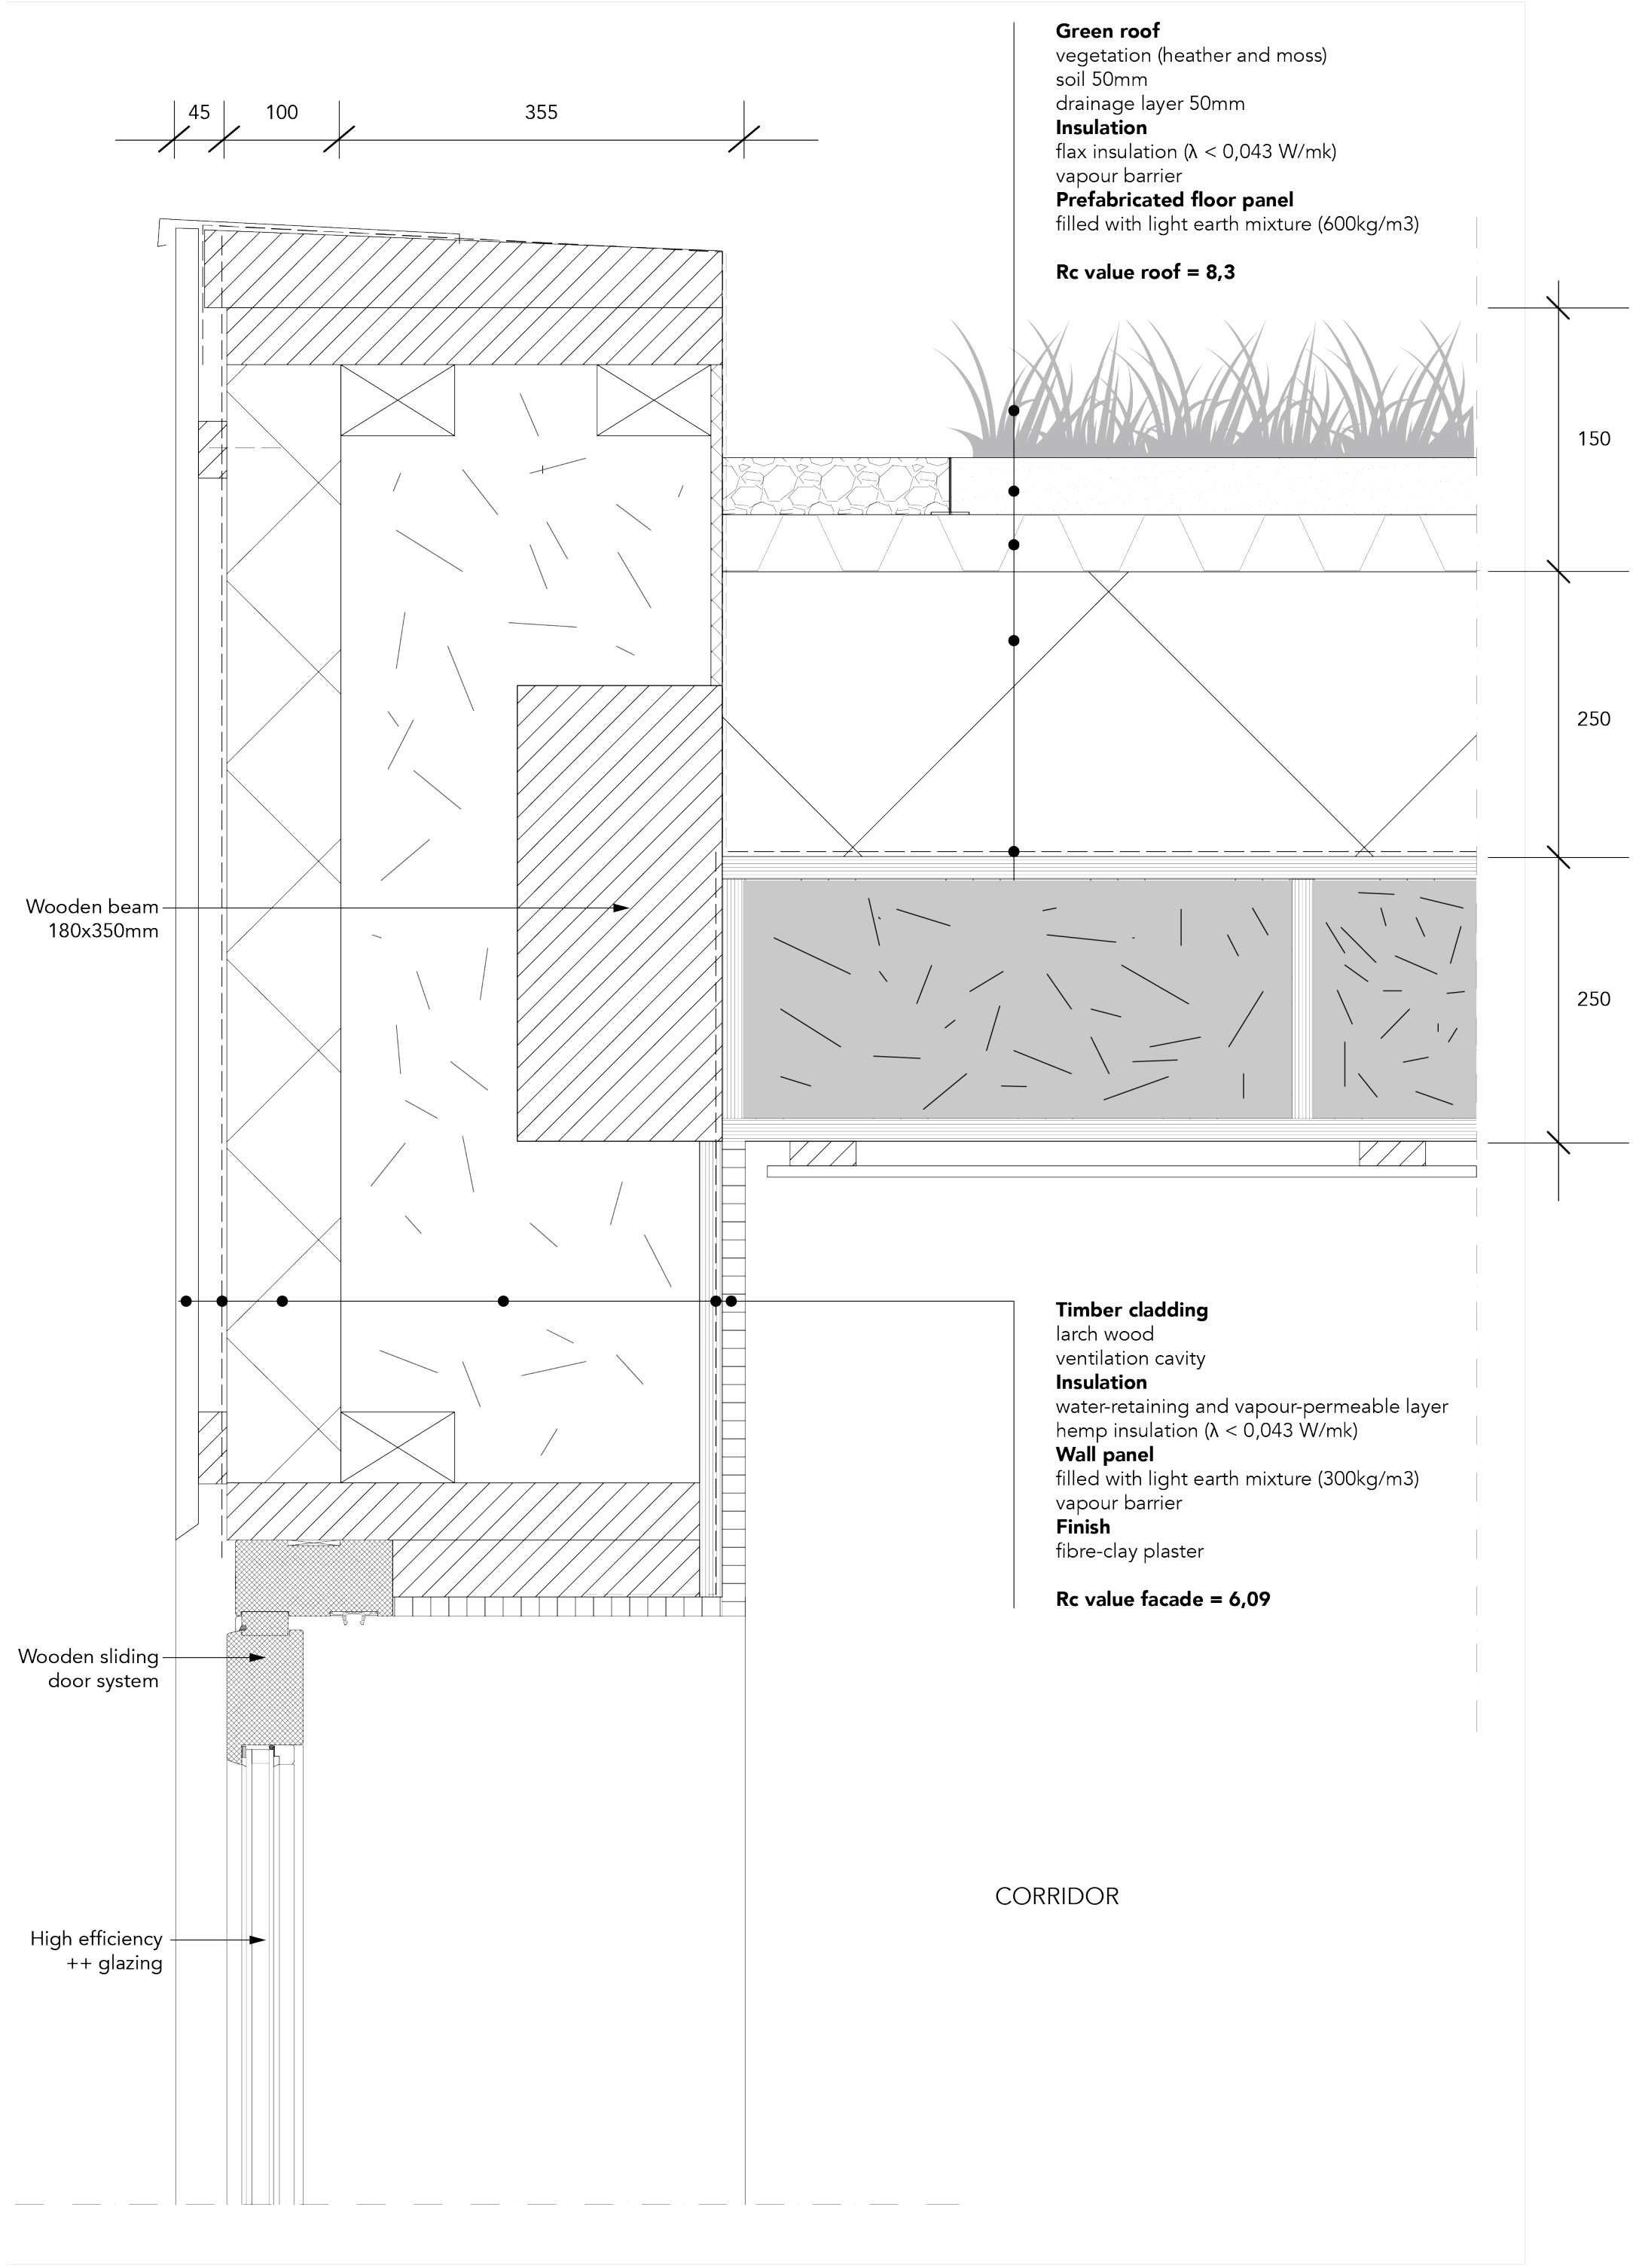 Green roof
vegetation (heather and moss)
soil 50mm
drainage layer 50mm
Insulation
flax insulation (λ < 0,043 W/mk)
vapour barrier
Prefabricated floor panel
filled with light earth mixture (600kg/m3)
Rc value roof = 8,3
45
100
355
150
250
250
Wooden beam
180x350mm
Timber cladding
larch wood
ventilation cavity
Insulation
water-retaining and vapour-permeable layer
hemp insulation (λ < 0,043 W/mk)
Wall panel
filled with light earth mixture (300kg/m3)
vapour barrier
Finish
fibre-clay plaster
Rc value facade = 6,09
Wooden sliding
door system
CORRIDOR
High efficiency
++ glazing